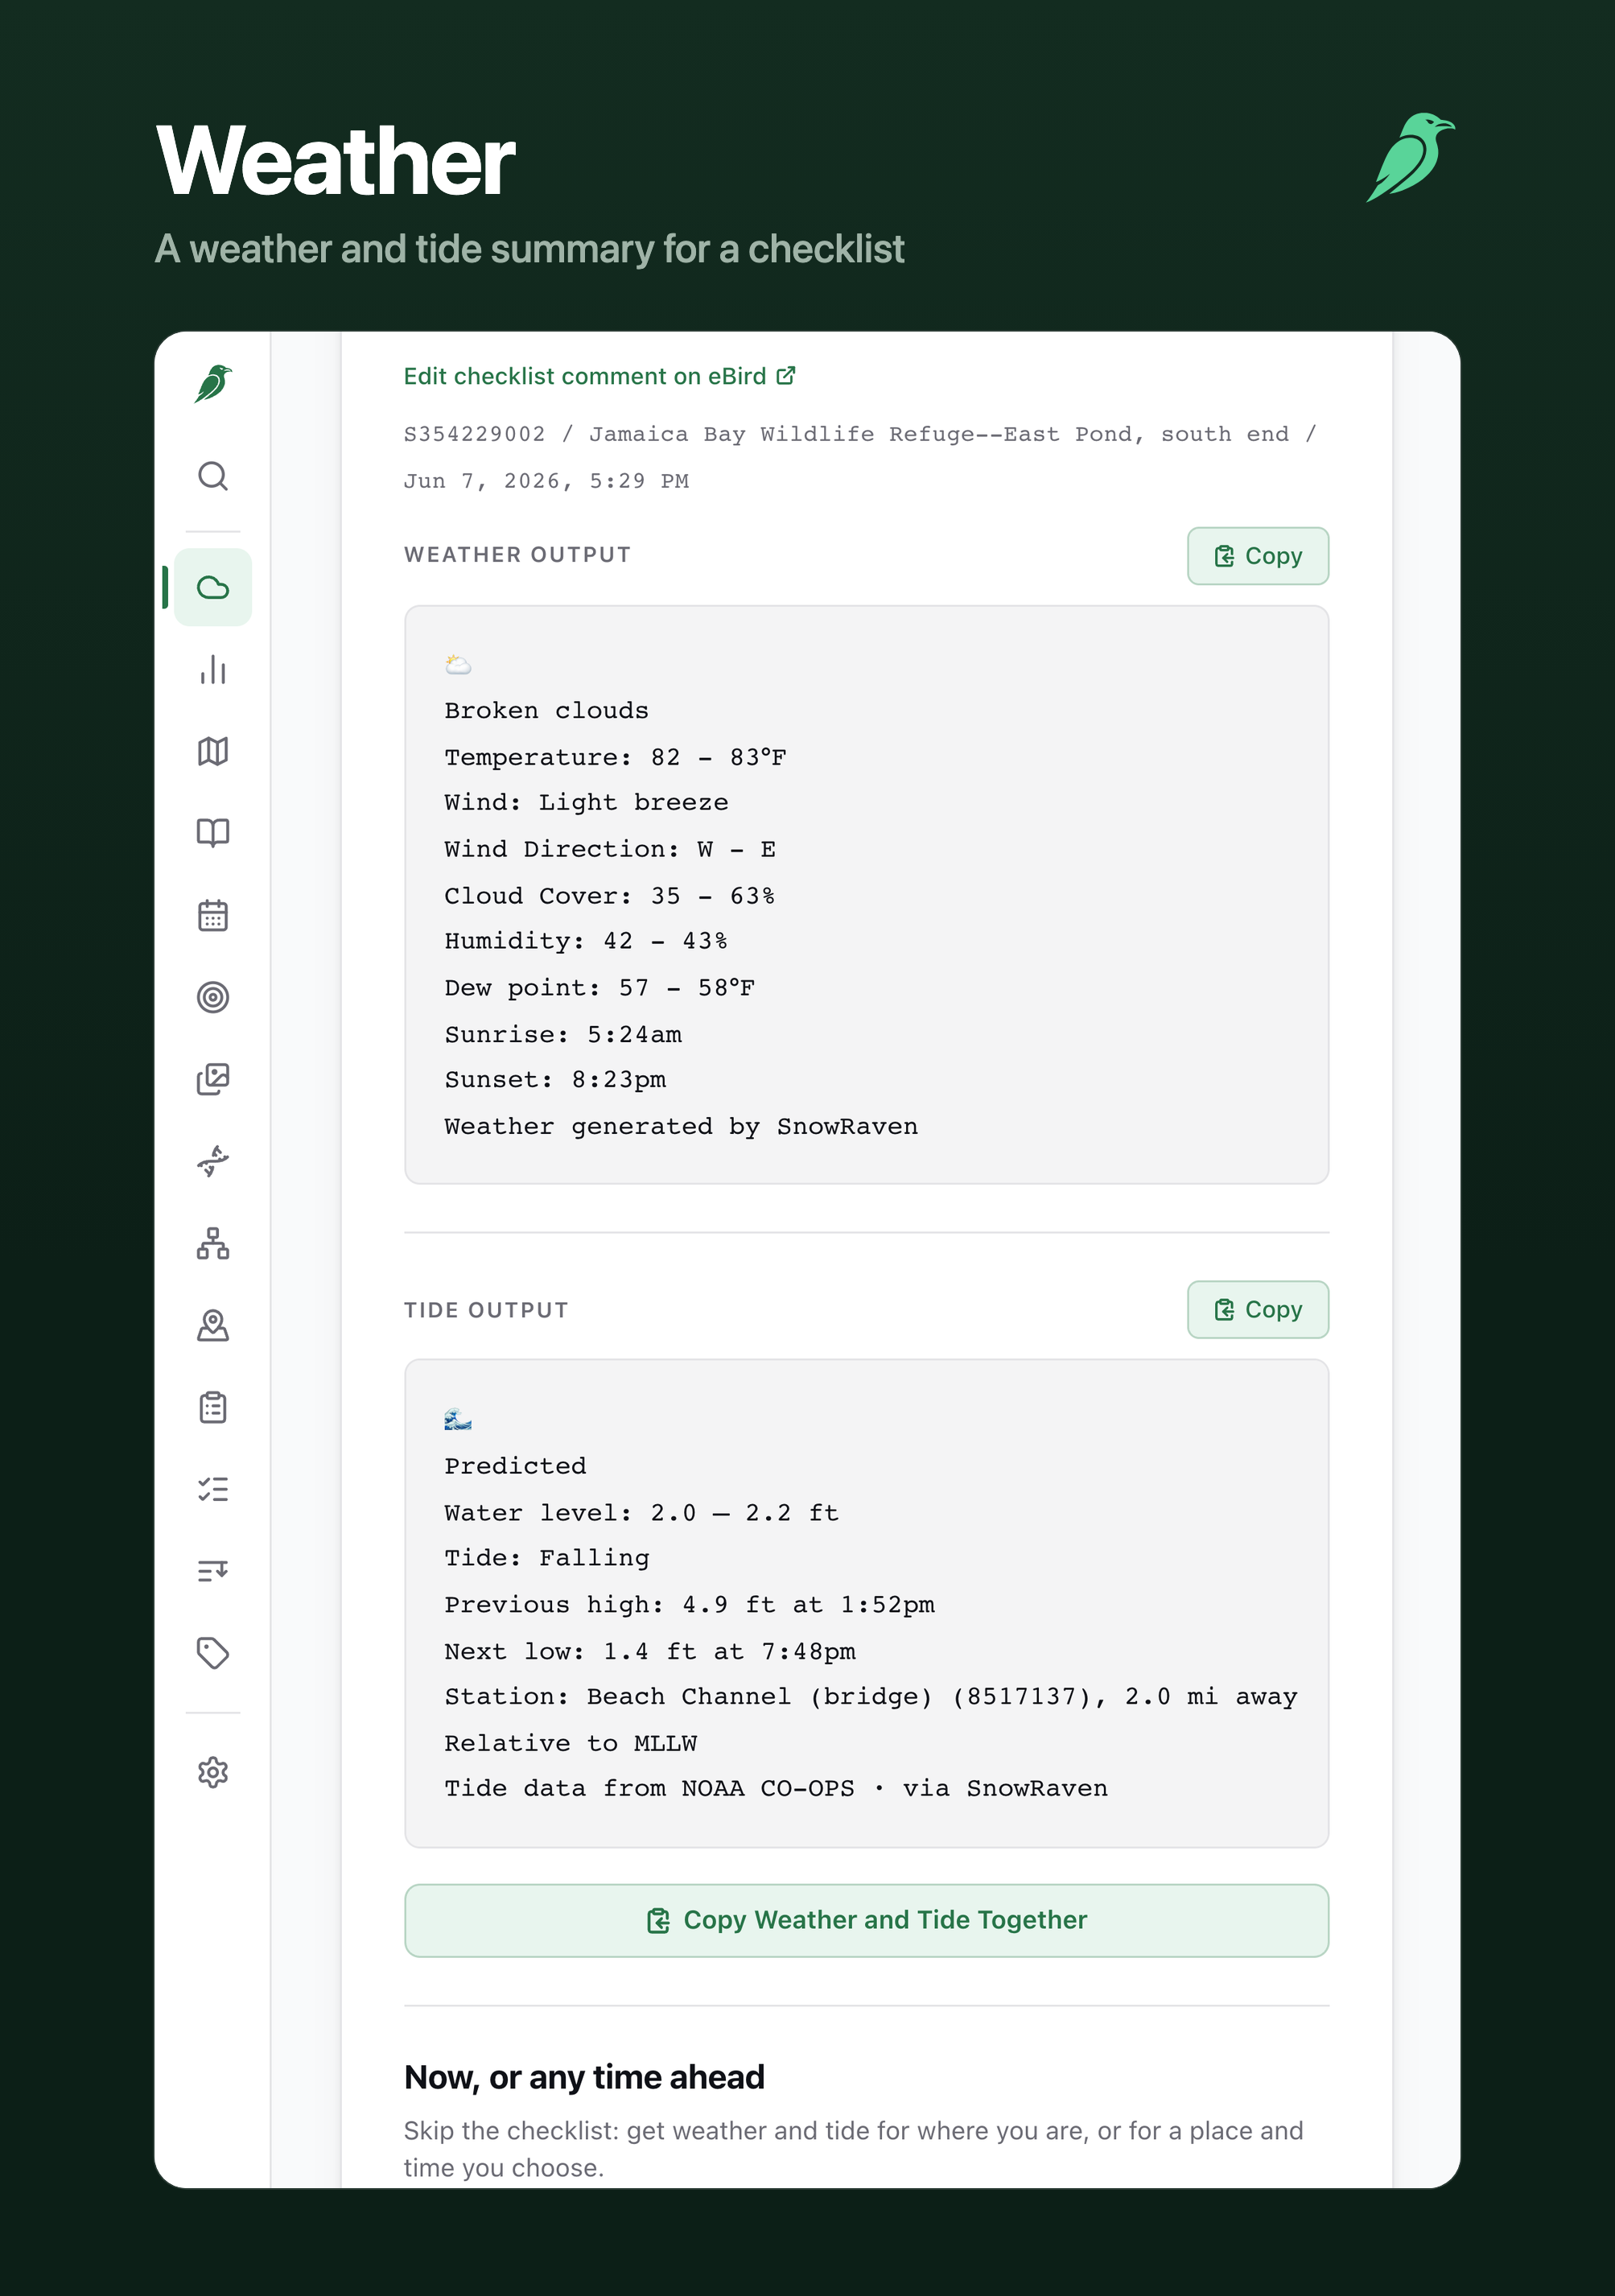 Weather
A weather and tide summary for a checklist
Edit checklist comment on eBird
S354229002 / Jamaica Bay Wildlife Refuge--East Pond, south end /
Jun 7, 2026, 5:29 PM
WEATHER OUTPUT
Copy
Broken clouds
Temperature: 82 – 83°F
Wind: Light breeze
Wind Direction: W – E
Cloud Cover: 35 – 63%
Humidity: 42 – 43%
Dew point: 57 – 58°F
Sunrise: 5:24am
Sunset: 8:23pm
Weather generated by SnowRaven
TIDE OUTPUT
Copy
Predicted
Water level: 2.0 — 2.2 ft
Tide: Falling
Previous high: 4.9 ft at 1:52pm
Next low: 1.4 ft at 7:48pm
Station: Beach Channel (bridge) (8517137), 2.0 mi away
Relative to MLLW
Tide data from NOAA CO-OPS · via SnowRaven
Copy Weather and Tide Together
Now, or any time ahead
Skip the checklist: get weather and tide for where you are, or for a place and
time you choose.